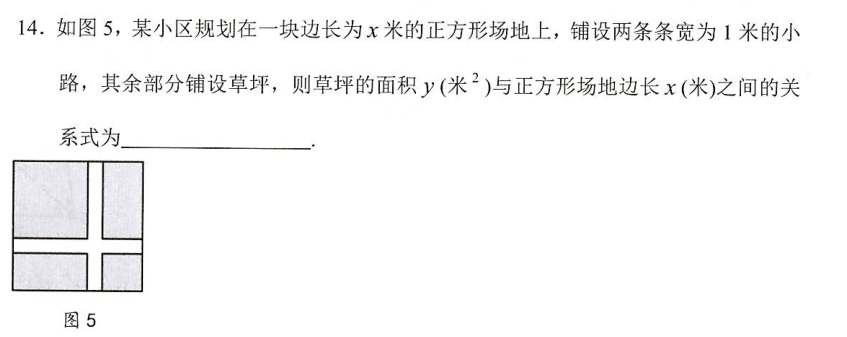 14. 如图 5，某小区规划在一块边长为 x 米的正方形场地上，铺设两条条宽为 1 米的小
路，其余部分铺设草坪，则草坪的面积 y (米²)与正方形场地边长 x (米)之间的关
系式为____________.
图 5